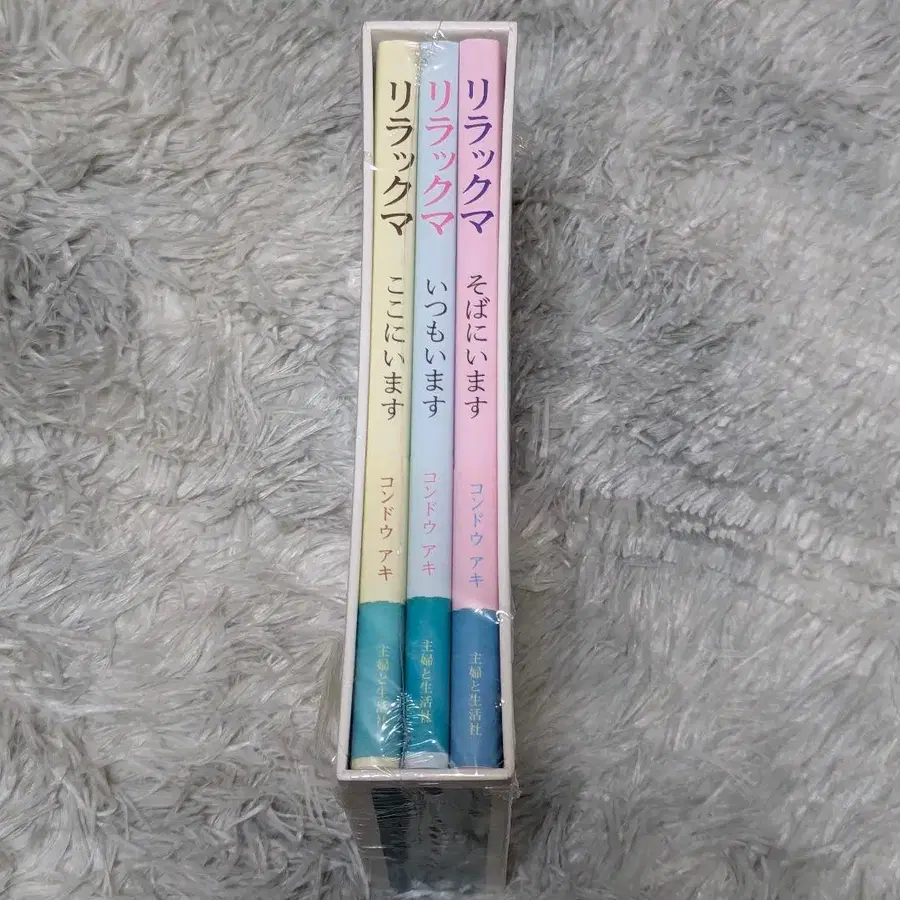 リラックマ
ここにいます
コンドウ アキ
主婦と生活社
リラックマ
いつもいます
コンドウ アキ
主婦と生活社
リラックマ
そばにいます
コンドウ アキ
主婦と生活社